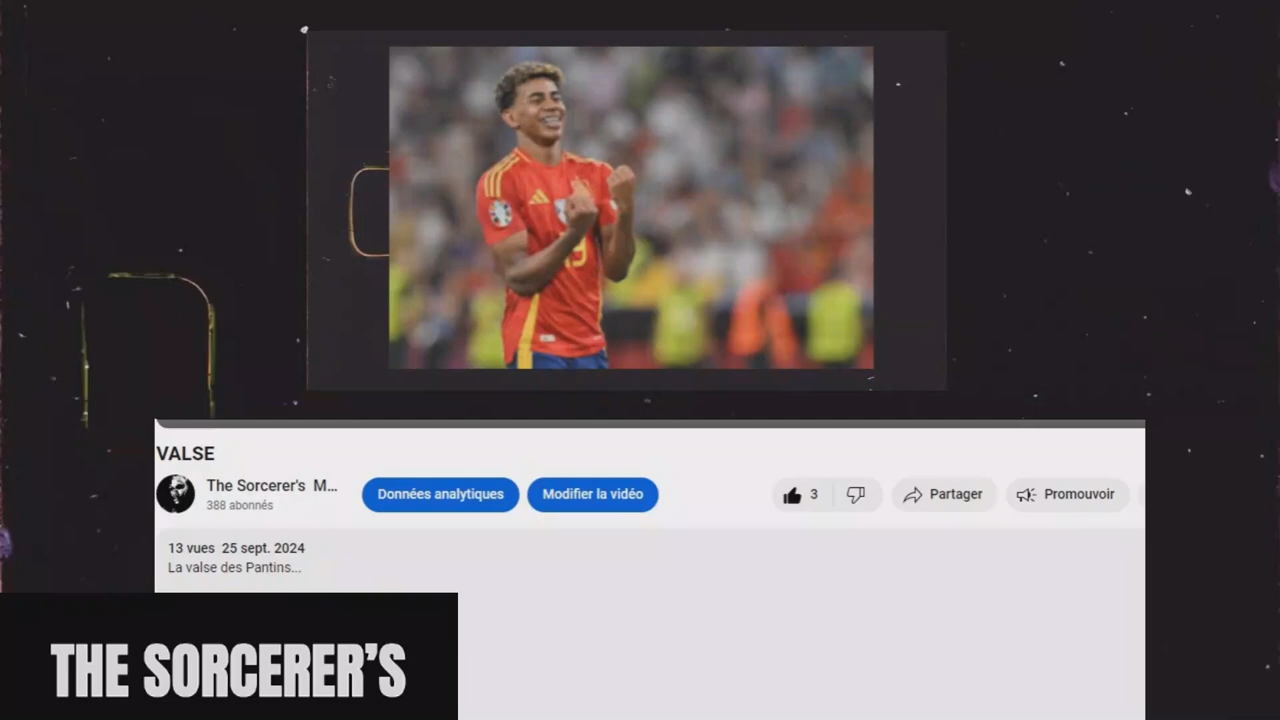 19
VALSE
The Sorcerer's M...
388 abonnés
Données analytiques
Modifier la vidéo
3
Partager
Promouvoir
13 vues 25 sept. 2024
La valse des Pantins...
THE SORCERER'S